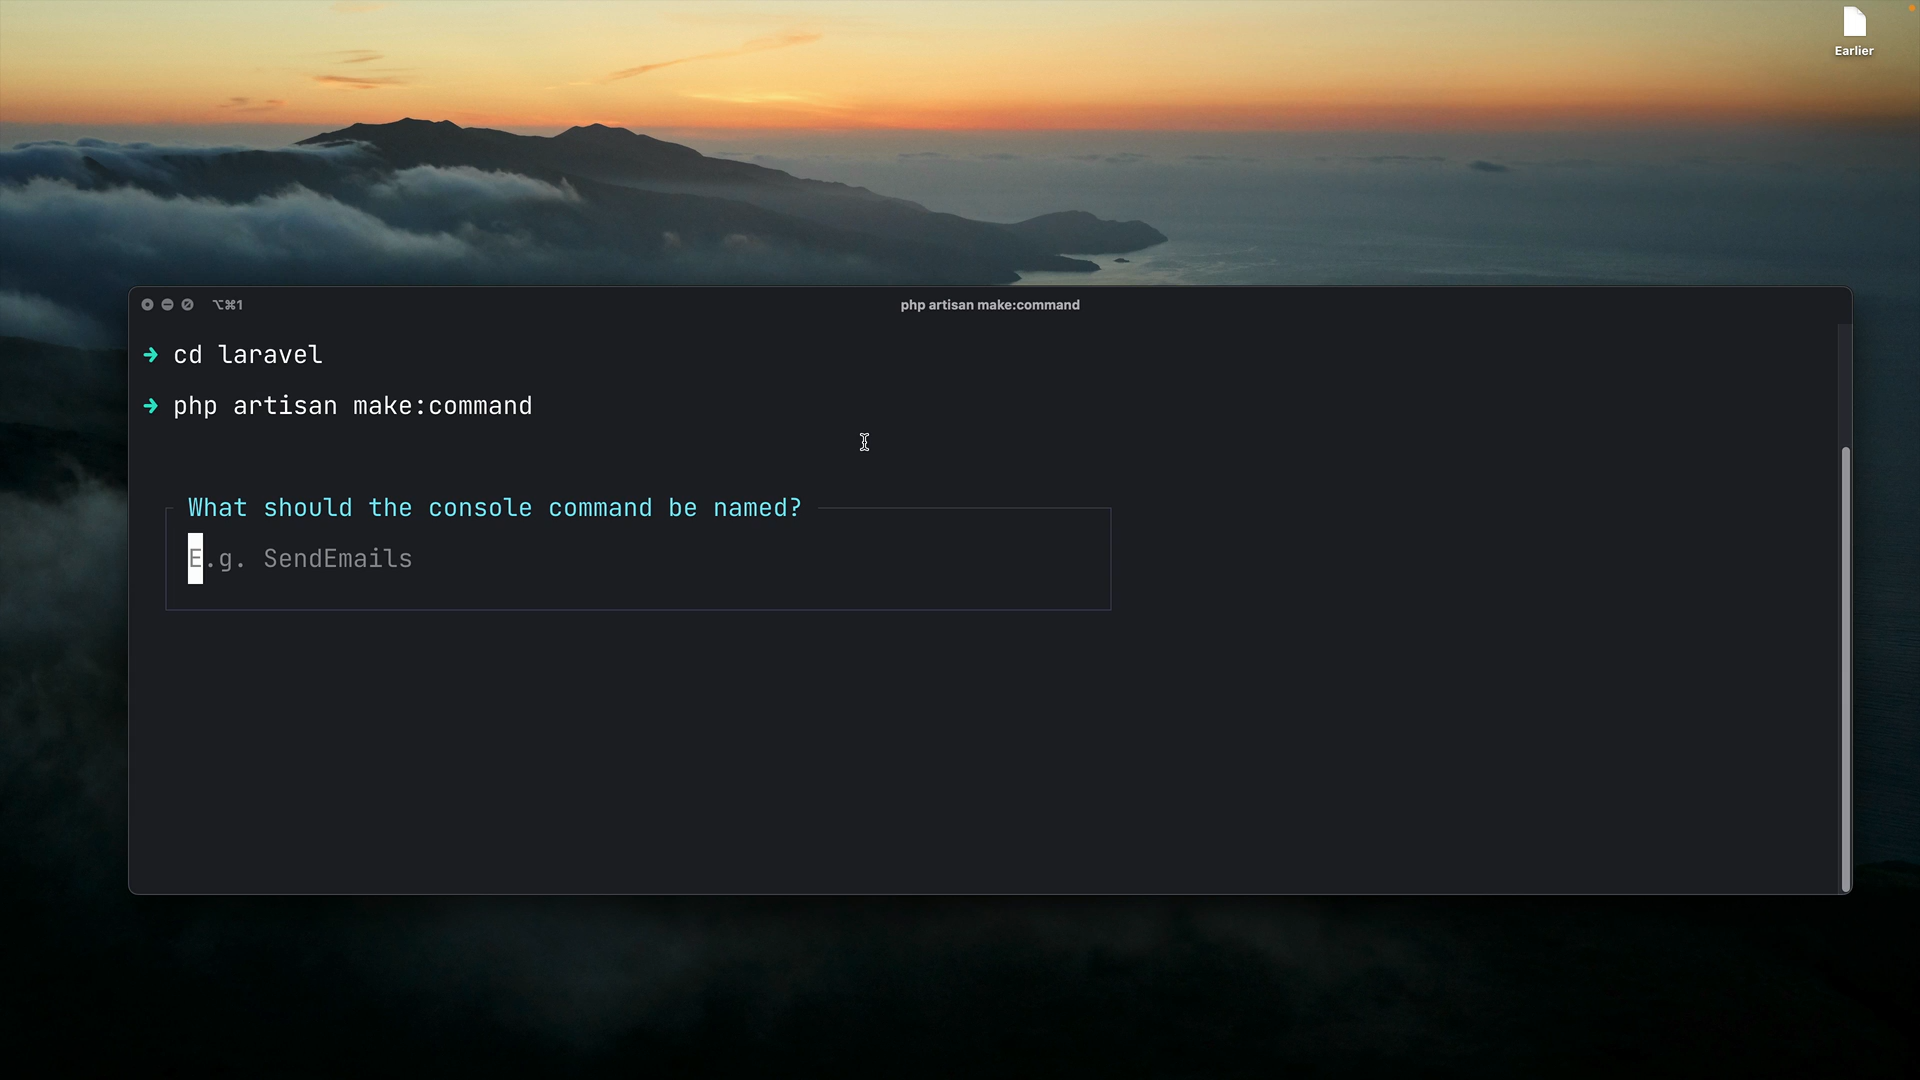 Earlier
⌥⌘1
php artisan make:command
➜ cd laravel
➜ php artisan make:command
What should the console command be named?
E.g. SendEmails